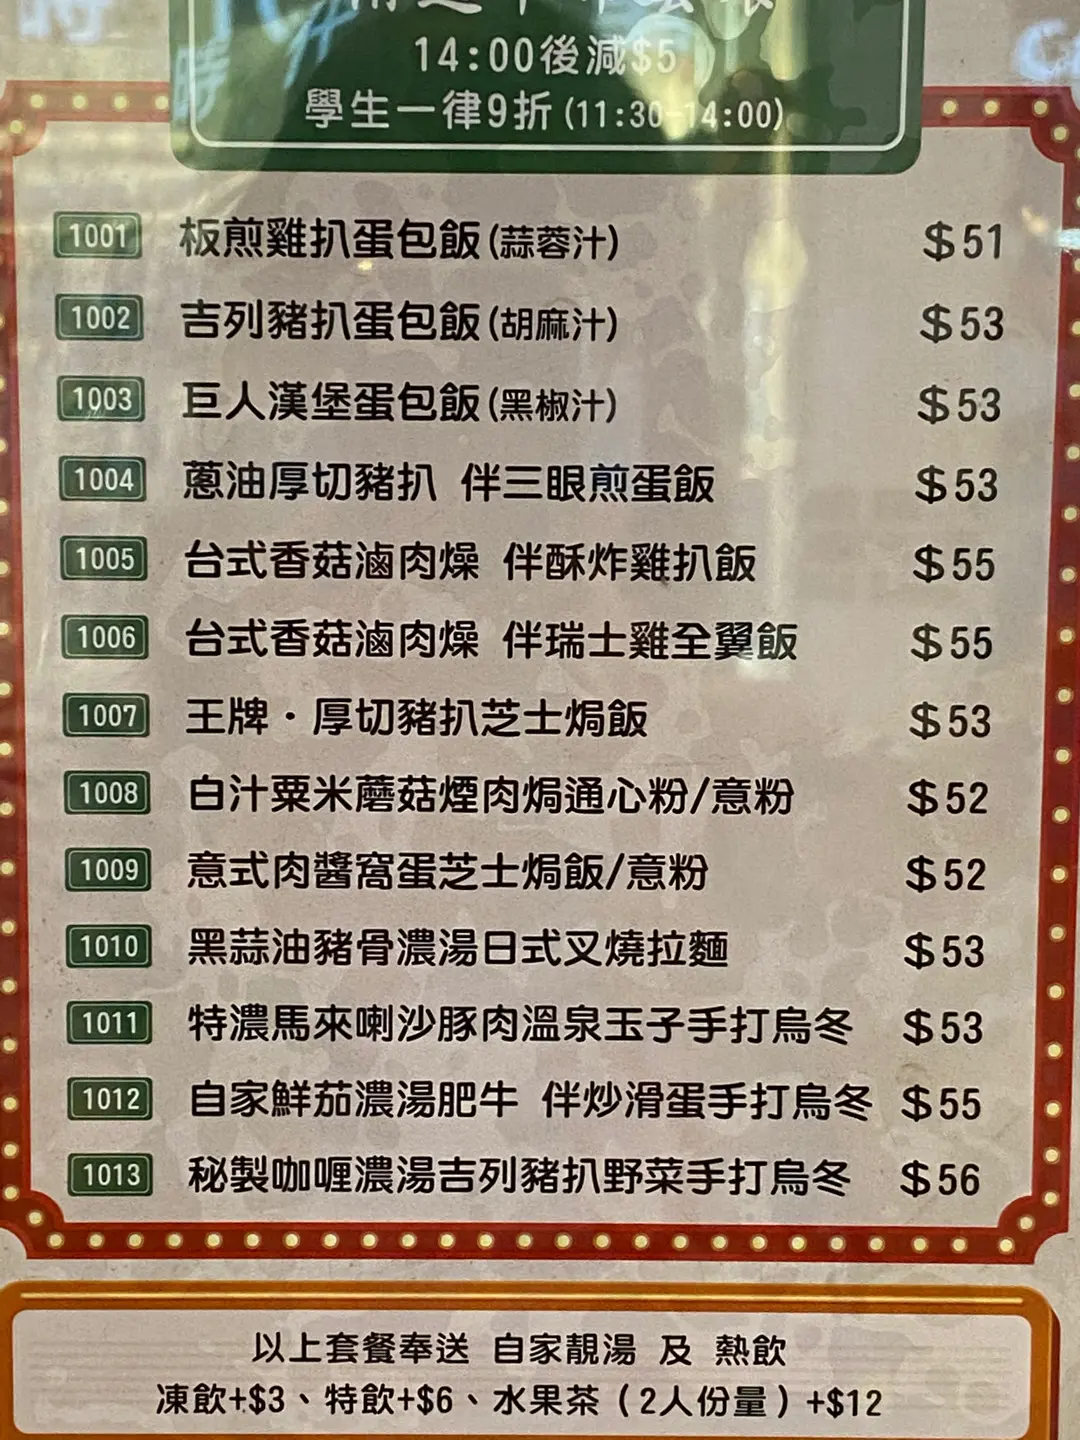 14:00後減$5
學生一律9折(11:30-14:00)
1001 板煎雞扒蛋包飯(蒜蓉汁) $51
1002 吉列豬扒蛋包飯(胡麻汁) $53
1003 巨人漢堡蛋包飯(黑椒汁) $53
1004 蔥油厚切豬扒 伴三眼煎蛋飯 $53
1005 台式香菇滷肉燥 伴酥炸雞扒飯 $55
1006 台式香菇滷肉燥 伴瑞士雞全翼飯 $55
1007 王牌·厚切豬扒芝士焗飯 $53
1008 白汁粟米蘑菇煙肉焗通心粉/意粉 $52
1009 意式肉醬窩蛋芝士焗飯/意粉 $52
1010 黑蒜油豬骨濃湯日式叉燒拉麵 $53
1011 特濃馬來喇沙豚肉溫泉玉子手打烏冬 $53
1012 自家鮮茄濃湯肥牛 伴炒滑蛋手打烏冬 $55
1013 秘製咖喱濃湯吉列豬扒野菜手打烏冬 $56
以上套餐奉送 自家靚湯 及 熱飲
凍飲+$3、特飲+$6、水果茶(2人份量)+$12